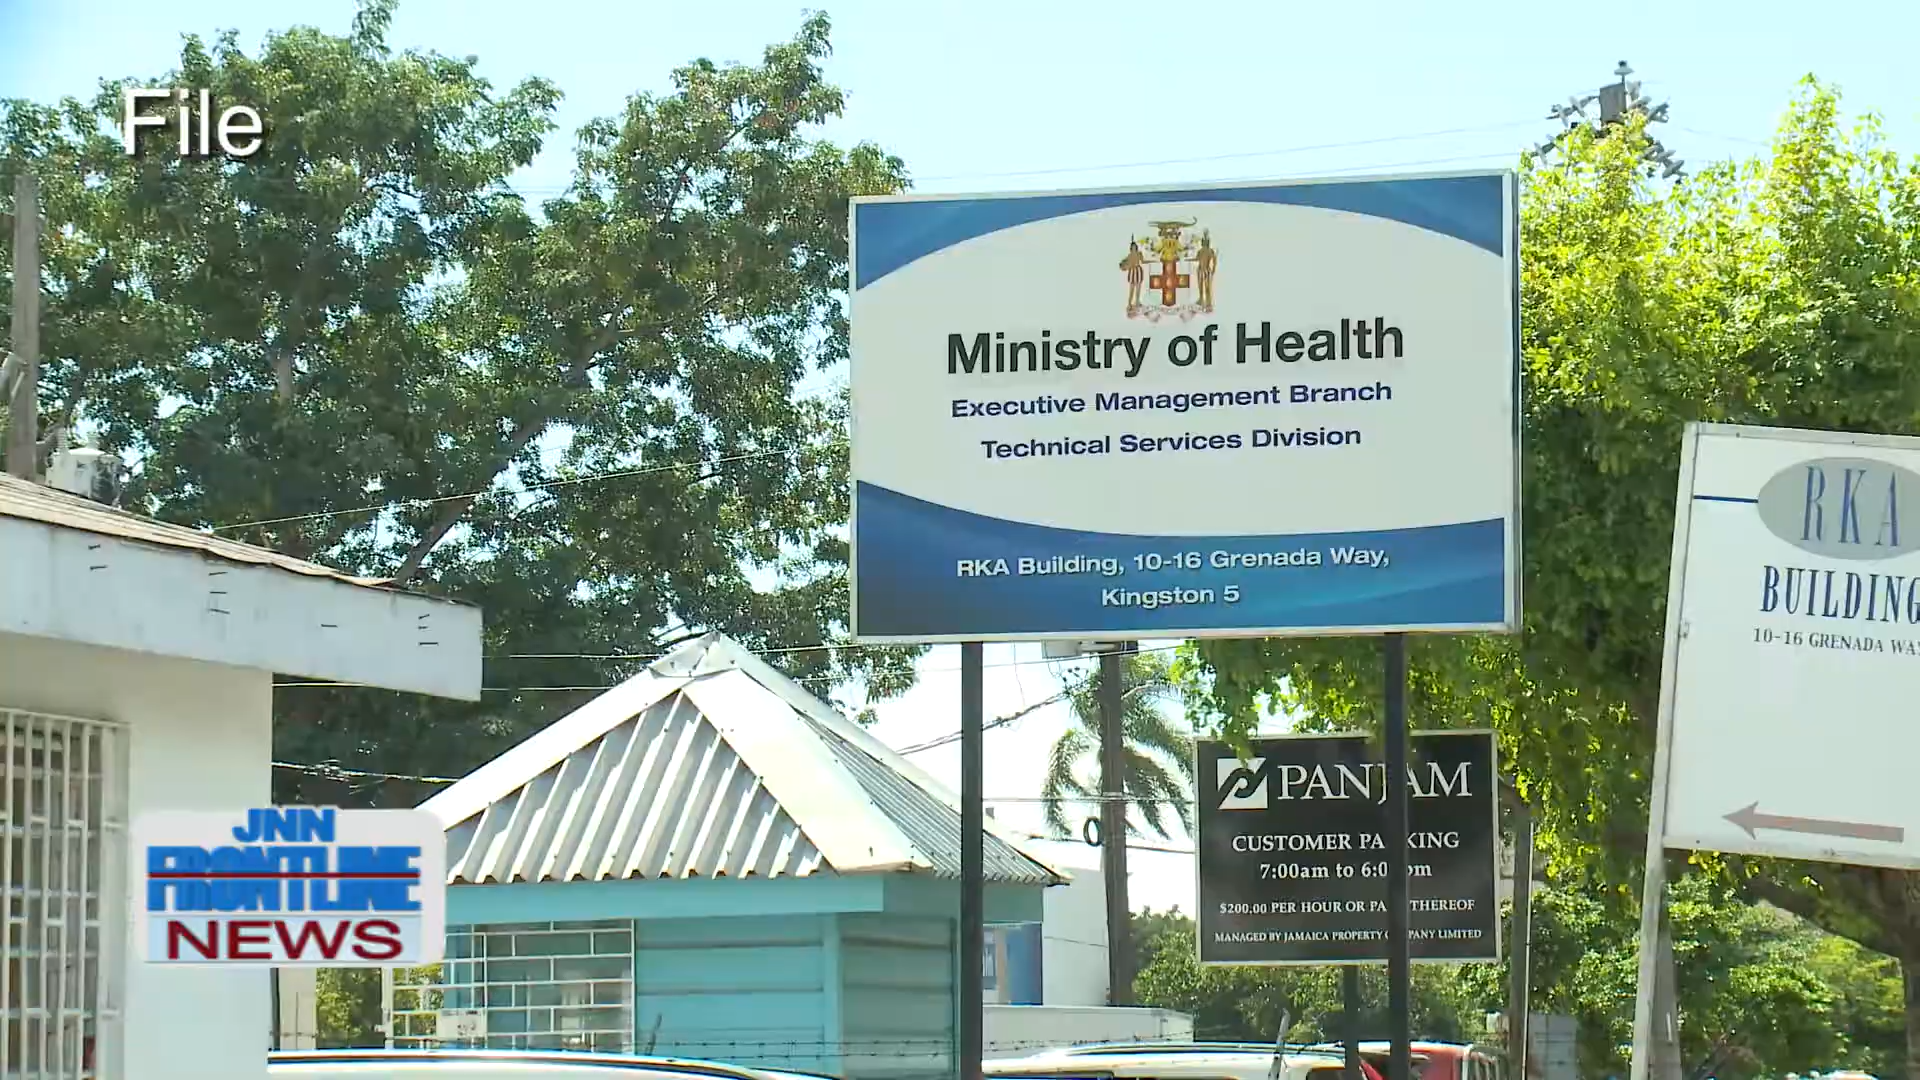 File
Ministry of Health
Executive Management Branch
Technical Services Division
RKA Building, 10-16 Grenada Way,
Kingston 5
RKA
BUILDING
10-16 GRENADA WAY
PANJAM
CUSTOMER PA KING
7:00am to 6:0 pm
$200.00 PER HOUR OR PA THEREOF
MANAGED BY JAMAICA PROPERTY C PANY LIMITED
JNN
FRONTLINE
NEWS